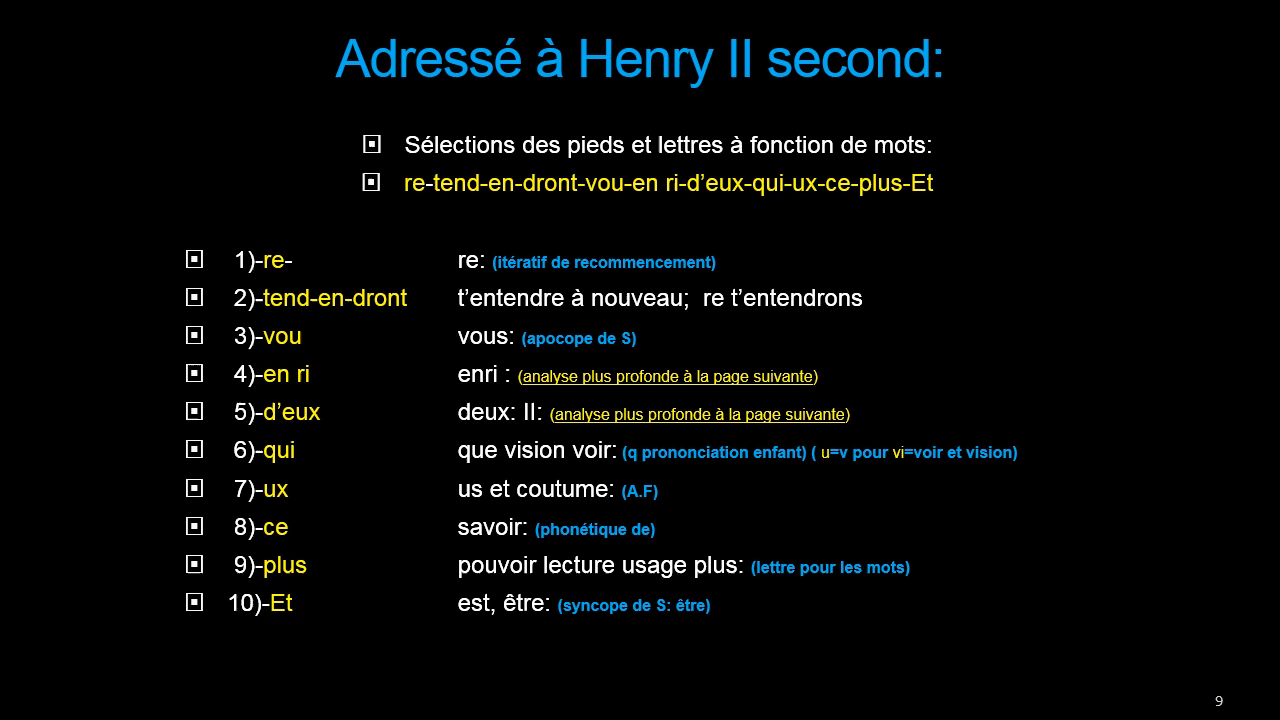 Adressé à Henry II second:
Sélections des pieds et lettres à fonction de mots:
re-tend-en-dront-vou-en ri-d’eux-qui-ux-ce-plus-Et
1)-re- re: (itératif de recommencement)
2)-tend-en-dront t’entendre à nouveau; re t’entendrons
3)-vou vous: (apocope de S)
4)-en ri enri : (analyse plus profonde à la page suivante)
5)-d’eux deux: II: (analyse plus profonde à la page suivante)
6)-qui que vision voir: (q prononciation enfant) ( u=v pour vi=voir et vision)
7)-ux us et coutume: (A.F)
8)-ce savoir: (phonétique de)
9)-plus pouvoir lecture usage plus: (lettre pour les mots)
10)-Et est, être: (syncope de S: être)
9